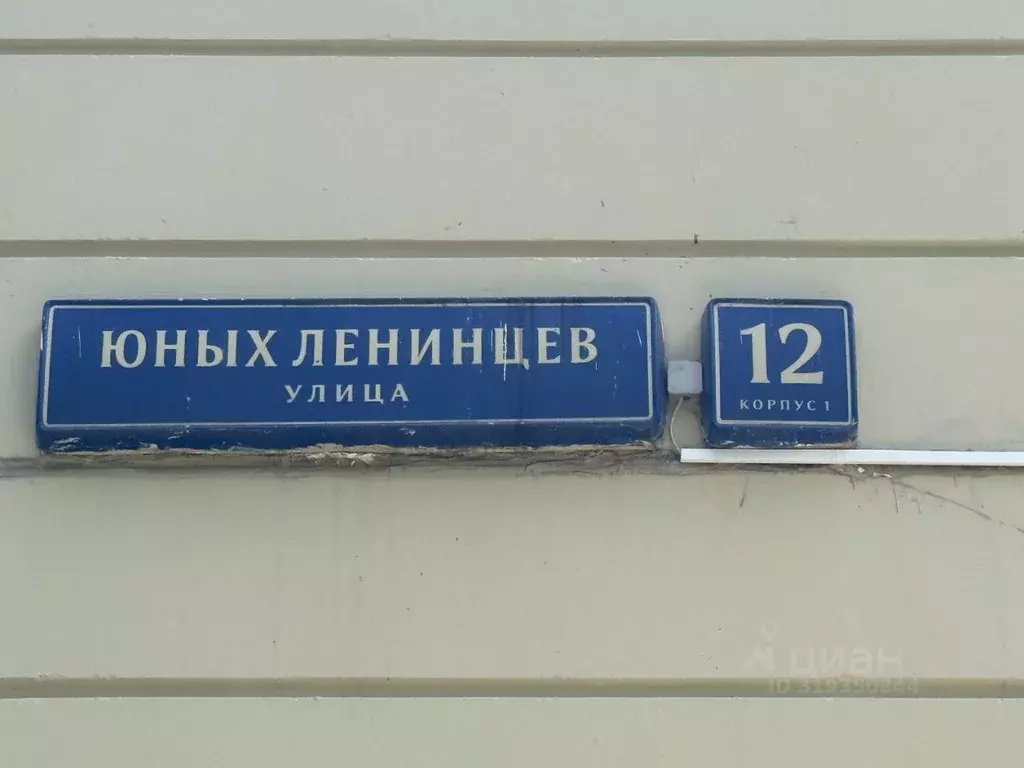 ЮНЫХ ЛЕНИНЦЕВ
УЛИЦА
12
КОРПУС 1
циан